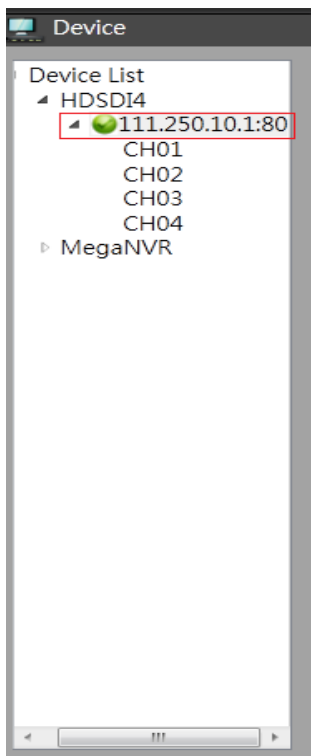 Device
Device List
HDSDI4
111.250.10.1:80
CH01
CH02
CH03
CH04
MegaNVR